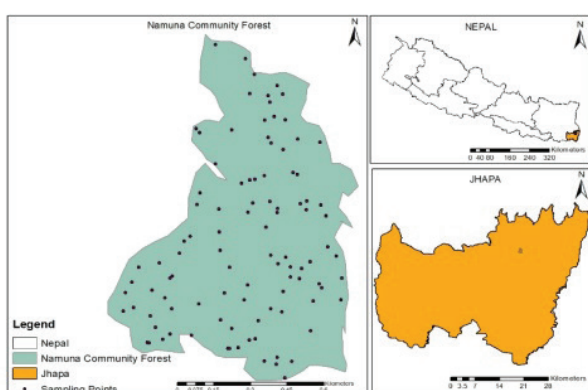 Namuna Community Forest
N
Legend
Nepal
Namuna Community Forest
Jhapa
Sampling Points
Kilometers
NEPAL
N
Kilometers
0 40 80 160 240 320
JHAPA
N
Kilometers
0 3.5 7 14 21 28